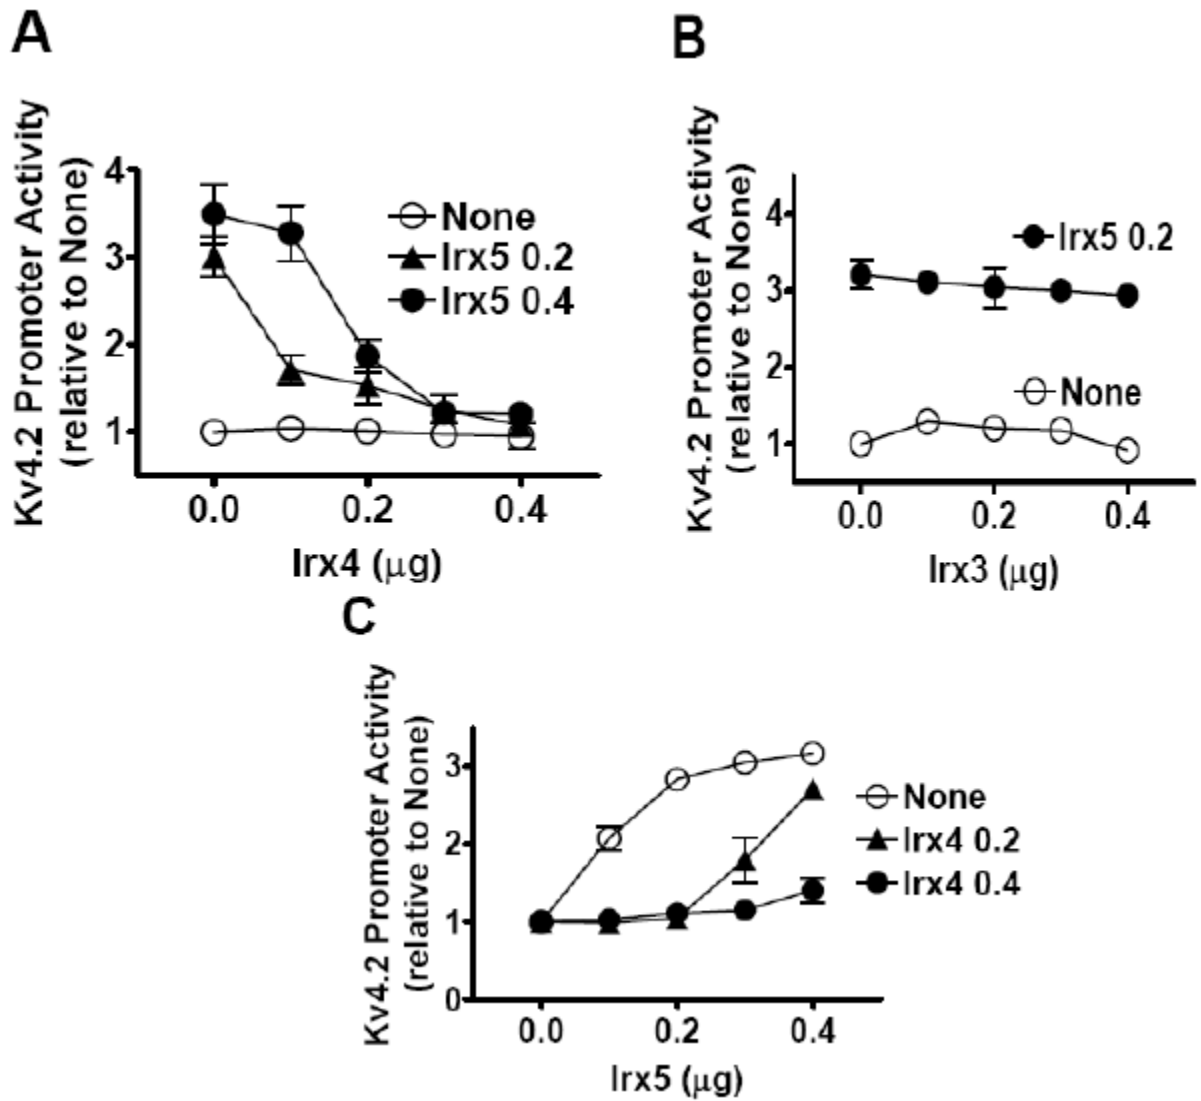 A
Kv4.2 Promoter Activity
(relative to None)
4
3
2
1
None
Irx5 0.2
Irx5 0.4
0.0 0.2 0.4
Irx4 (μg)
B
Kv4.2 Promoter Activity
(relative to None)
4
3
2
1
Irx5 0.2
None
0.0 0.2 0.4
Irx3 (μg)
C
Kv4.2 Promoter Activity
(relative to None)
3
2
1
0
None
Irx4 0.2
Irx4 0.4
0.0 0.2 0.4
Irx5 (μg)